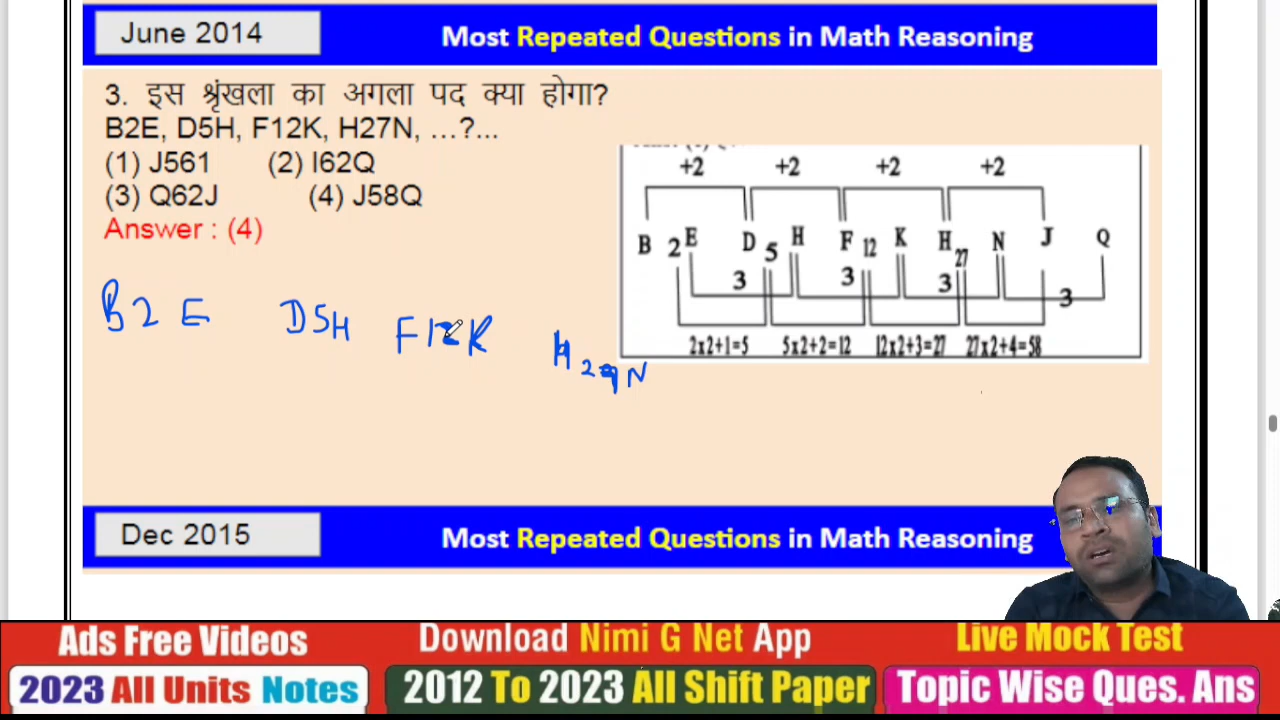 June 2014
Most Repeated Questions in Math Reasoning
3. इस श्रृंखला का अगला पद क्या होगा?
B2E, D5H, F12K, H27N, ...?...
(1) J561 (2) I62Q
(3) Q62J (4) J58Q
Answer : (4)
+2 +2 +2 +2
B 2 E D 5 H F 12 K H 27 N J Q
3 3 3 3
2x2+1=5 5x2+2=12 12x2+3=27 27x2+4=58
B2E D5H F12K H27N
Dec 2015
Most Repeated Questions in Math Reasoning
Ads Free Videos
Download Nimi G Net App
Live Mock Test
2023 All Units Notes
2012 To 2023 All Shift Paper
Topic Wise Ques. Ans